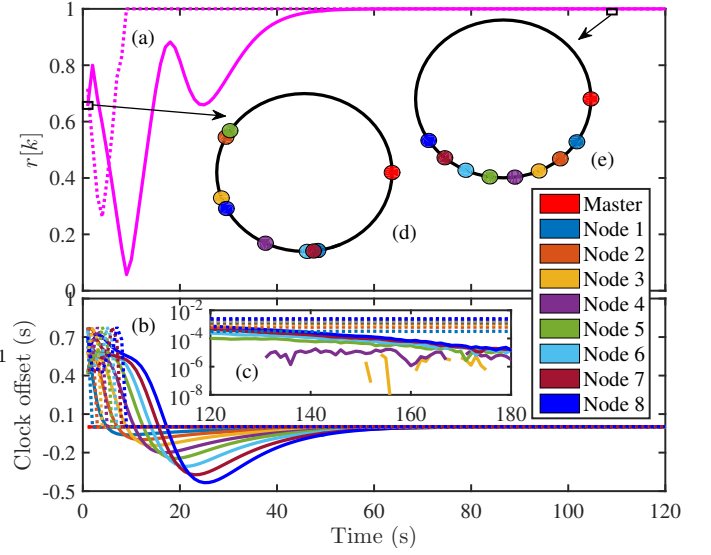 1
0.8
0.6
0.4
0.2
0
r[k]
(a)
(d)
(e)
Master
Node 1
Node 2
Node 3
Node 4
Node 5
Node 6
Node 7
Node 8
1
0.7
0.4
0.1
-0.2
-0.5
Clock offset (s)
1
(b)
(c)
10^-2
10^-4
10^-6
10^-8
120 140 160 180
0 20 40 60 80 100 120
Time (s)